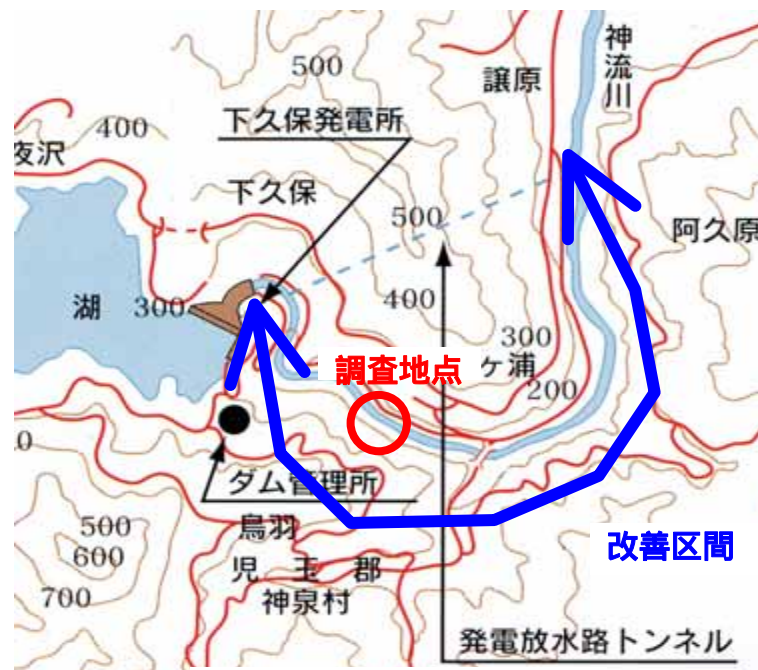 神流川
500
譲原
400
下久保発電所
夜沢
下久保
500
阿久原
湖
300
400
300
調査地点
ヶ浦
200
0
ダム管理所
500
鳥羽
600
児玉郡
改善区間
700
神泉村
発電放水路トンネル